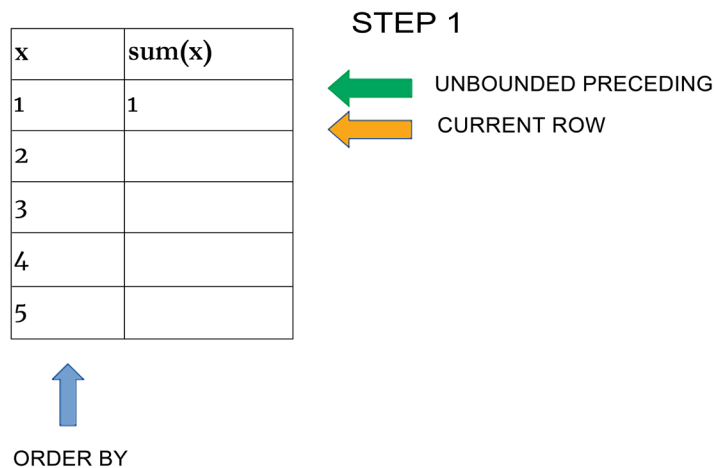 STEP 1
x sum(x)
1 1
2
3
4
5
UNBOUNDED PRECEDING
CURRENT ROW
ORDER BY